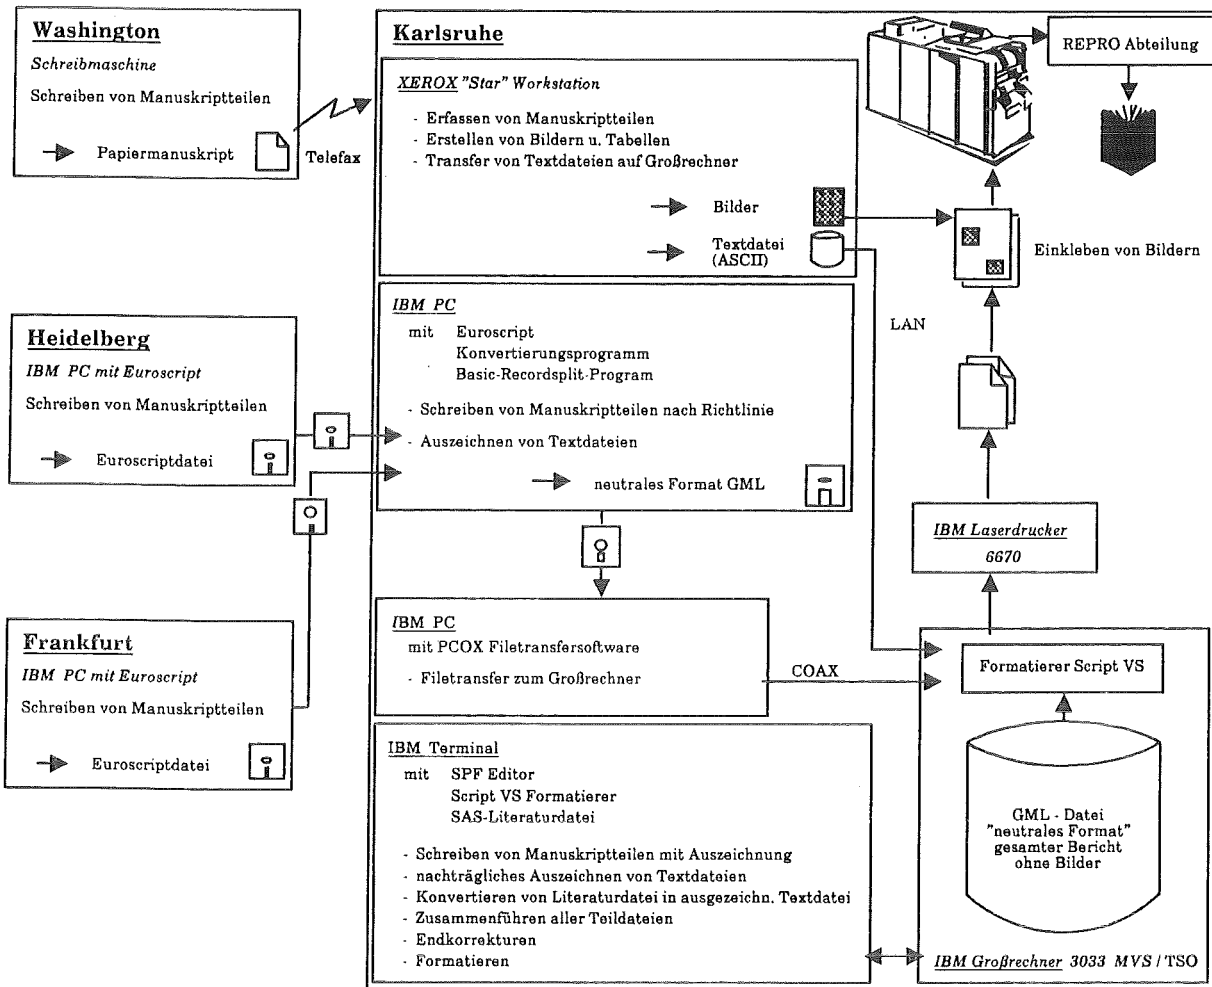 Washington
Schreibmaschine
Schreiben von Manuskriptteilen
Papiermanuskript
Telefax
Heidelberg
IBM PC mit Euroscript
Schreiben von Manuskriptteilen
Euroscriptdatei
Frankfurt
IBM PC mit Euroscript
Schreiben von Manuskriptteilen
Euroscriptdatei
Karlsruhe
XEROX "Star" Workstation
- Erfassen von Manuskriptteilen
- Erstellen von Bildern u. Tabellen
- Transfer von Textdateien auf Großrechner
Bilder
Textdatei
(ASCII)
IBM PC
mit Euroscript
Konvertierungsprogramm
Basic-Recordsplit-Program
- Schreiben von Manuskriptteilen nach Richtlinie
- Auszeichnen von Textdateien
neutrales Format GML
IBM PC
mit PCOX Filetransfersoftware
- Filetransfer zum Großrechner
COAX
IBM Terminal
mit SPF Editor
Script VS Formatierer
SAS-Literaturdatei
- Schreiben von Manuskriptteilen mit Auszeichnung
- nachträgliches Auszeichnen von Textdateien
- Konvertieren von Literaturdatei in ausgezeichn. Textdatei
- Zusammenführen aller Teildateien
- Endkorrekturen
- Formatieren
REPRO Abteilung
Einkleben von Bildern
LAN
IBM Laserdrucker
6670
Formatierer Script VS
GML - Datei
"neutrales Format"
gesamter Bericht
ohne Bilder
IBM Großrechner 3033 MVS / TSO